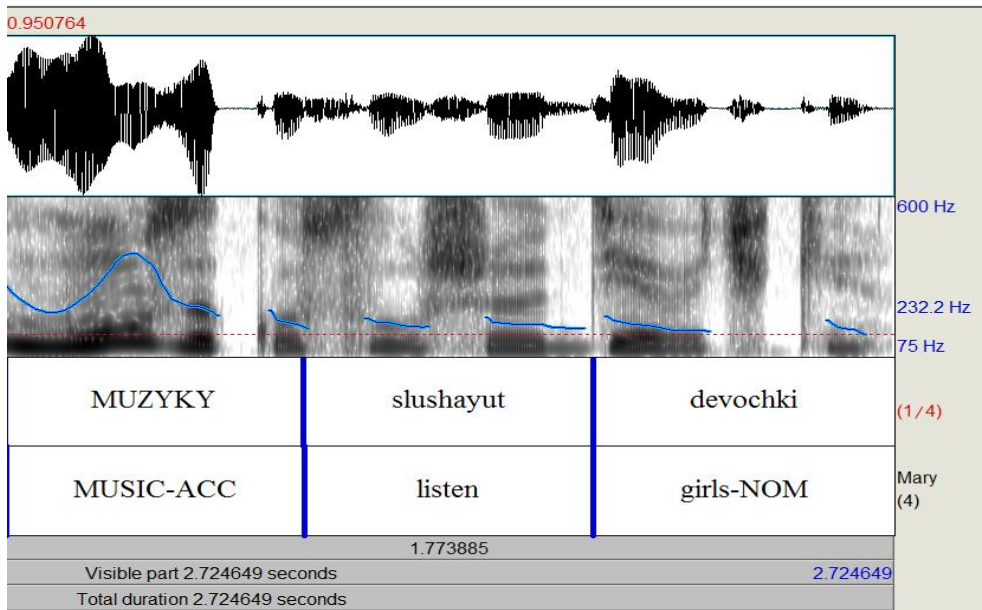 0.950764
600 Hz
232.2 Hz
75 Hz
MUZYKY slushayut devochki
(1/4)
MUSIC-ACC listen girls-NOM
Mary
(4)
1.773885
Visible part 2.724649 seconds 2.724649
Total duration 2.724649 seconds